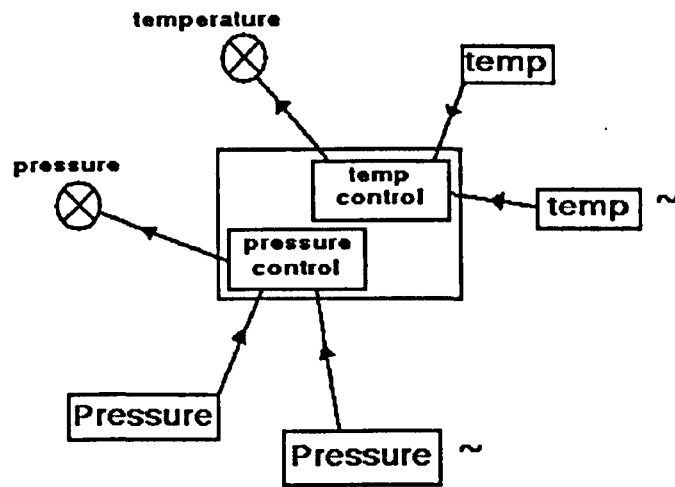 temperature
temp
pressure
temp
control
temp ~
pressure
control
Pressure
Pressure ~